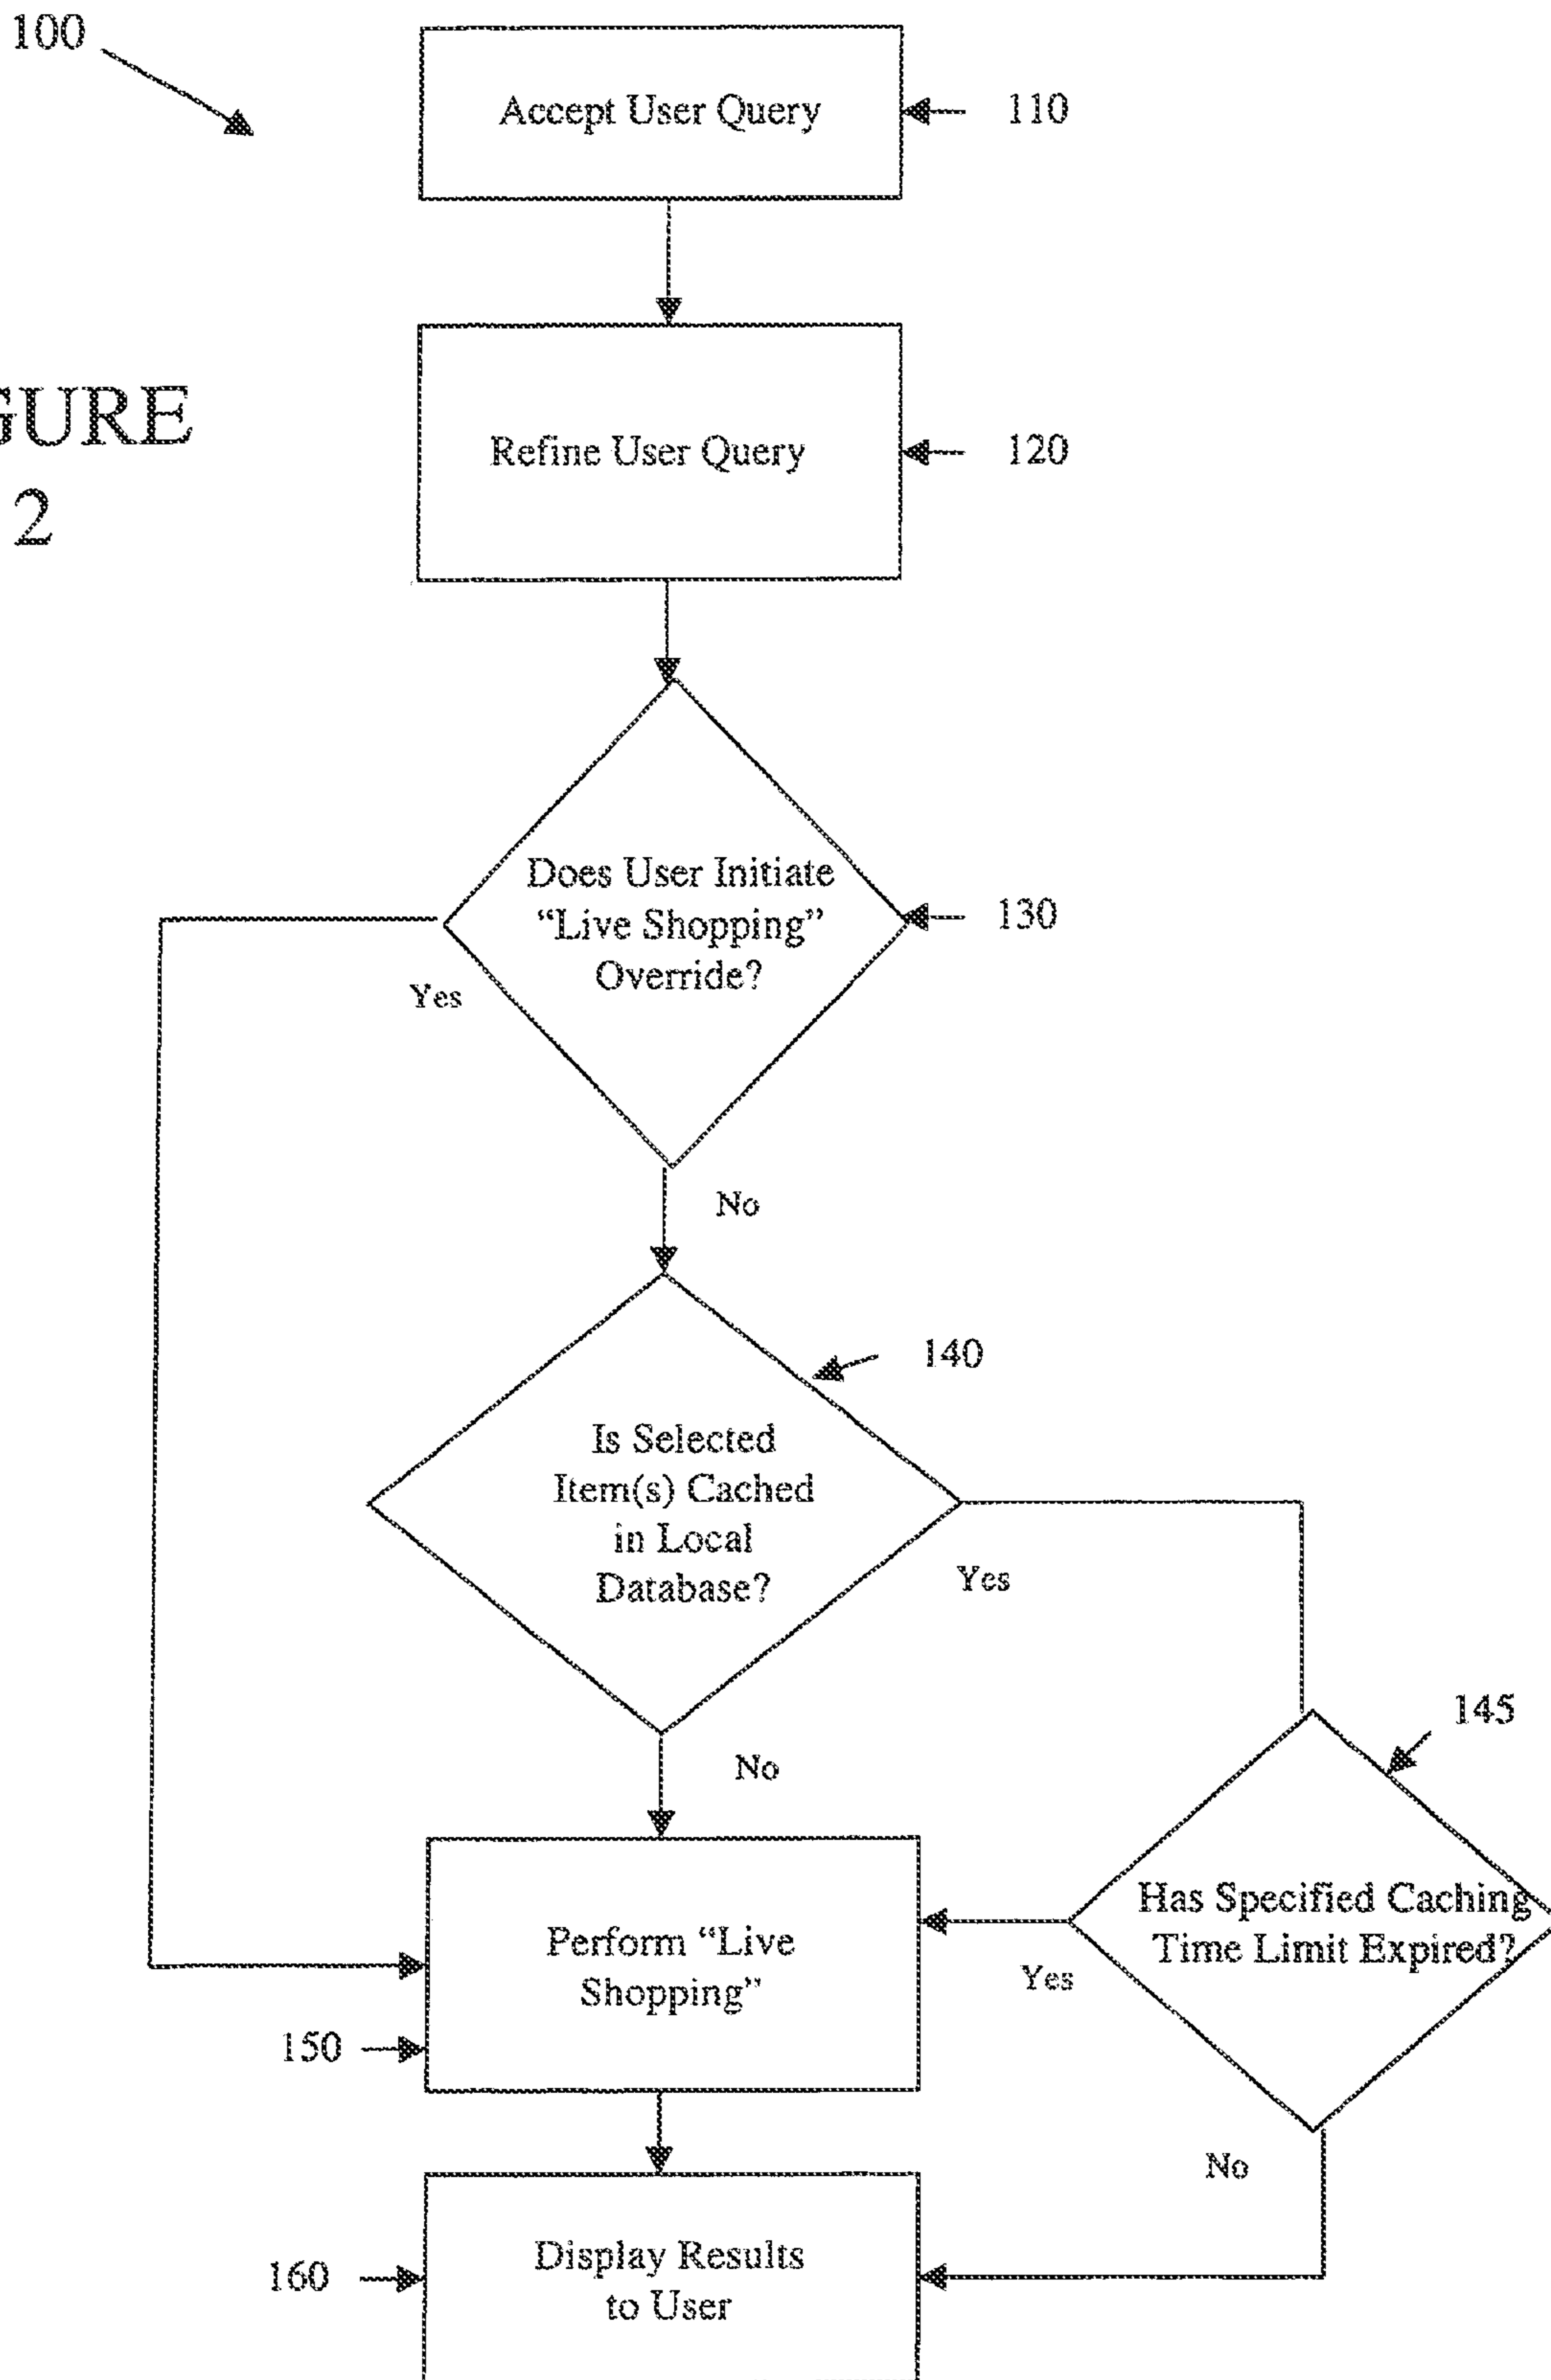 100
Accept User Query
110
GURE
2
Refine User Query
120
Does User Initiate
“Live Shopping”
Override?
130
Yes
No
140
Is Selected
Item(s) Cached
in Local
Database?
Yes
145
No
Has Specified Caching
Time Limit Expired?
Perform “Live
Shopping”
Yes
150
No
Display Results
to User
160